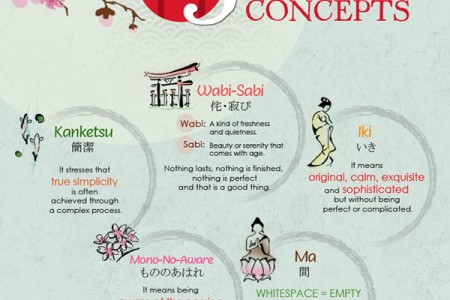 CONCEPTS
Wabi-Sabi
侘・寂び
Wabi: A kind of freshness
and quietness.
Sabi: Beauty or serenity that
comes with age.
Nothing lasts, nothing is finished,
nothing is perfect
and that is a good thing.
Kanketsu
簡潔
It stresses that
true simplicity
is often
achieved through
a complex process.
Iki
いき
It means
original, calm, exquisite
and sophisticated
but without being
perfect or complicated.
Mono-No-Aware
もののあはれ
It means being
Ma
間
WHITESPACE = EMPTY